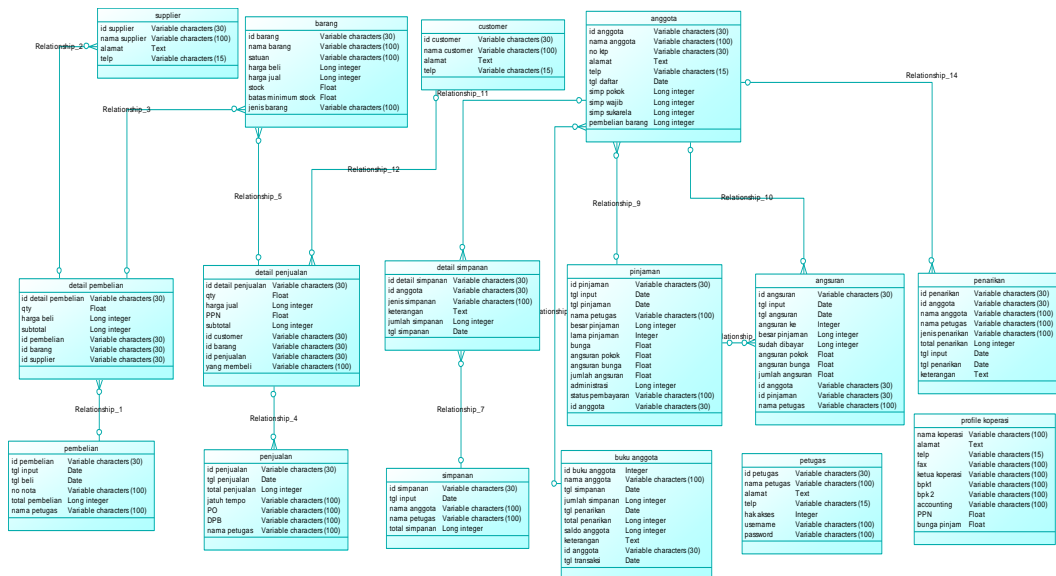 supplier
id supplier Variable characters (30)
nama supplier Variable characters (100)
alamat Text
telp Variable characters (15)
barang
id barang Variable characters (30)
nama barang Variable characters (100)
satuan Variable characters (100)
harga beli Long integer
harga jual Long integer
stock Float
batas minimum stock Float
jenis barang Variable characters (100)
customer
id customer Variable characters (30)
nama customer Variable characters (100)
alamat Text
telp Variable characters (15)
anggota
id anggota Variable characters (30)
nama anggota Variable characters (100)
no ktp Variable characters (30)
alamat Text
telp Variable characters (15)
tgl daftar Date
simp pokok Long integer
simp wajib Long integer
simp sukarela Long integer
pembelian barang Long integer
Relationship_2
Relationship_3
Relationship_11
Relationship_14
Relationship_5
Relationship_12
Relationship_9
Relationship_10
detail pembelian
id detail pembelian Variable characters (30)
qty Float
harga beli Long integer
subtotal Long integer
id pembelian Variable characters (30)
id barang Variable characters (30)
id supplier Variable characters (30)
detail penjualan
id detail penjualan Variable characters (30)
qty Float
harga jual Long integer
PPN Float
subtotal Long integer
id customer Variable characters (30)
id barang Variable characters (30)
id penjualan Variable characters (30)
yang membeli Variable characters (100)
detail simpanan
id detail simpanan Variable characters (30)
id anggota Variable characters (30)
jenis simpanan Variable characters (100)
keterangan Text
jumlah simpanan Long integer
tgl simpanan Date
pinjaman
id pinjaman Variable characters (30)
tgl input Date
tgl pinjaman Date
nama petugas Variable characters (100)
besar pinjaman Long integer
lama pinjaman Integer
bunga Float
angsuran pokok Float
angsuran bunga Float
jumlah angsuran Float
administrasi Long integer
status pembayaran Variable characters (100)
id anggota Variable characters (30)
angsuran
id angsuran Variable characters (30)
tgl input Date
tgl angsuran Date
angsuran ke Integer
besar pinjaman Long integer
sudah dibayar Long integer
angsuran pokok Float
angsuran bunga Float
jumlah angsuran Float
id anggota Variable characters (30)
id pinjaman Variable characters (30)
nama petugas Variable characters (100)
penarikan
id penarikan Variable characters (30)
id anggota Variable characters (30)
nama anggota Variable characters (100)
nama petugas Variable characters (100)
jenis penarikan Variable characters (100)
total penarikan Long integer
tgl input Date
tgl penarikan Date
keterangan Text
Relationship_1
Relationship_4
Relationship_7
pembelian
id pembelian Variable characters (30)
tgl input Date
tgl beli Date
no nota Variable characters (100)
total pembelian Long integer
nama petugas Variable characters (100)
penjualan
id penjualan Variable characters (30)
tgl penjualan Date
total penjualan Long integer
jatuh tempo Variable characters (100)
PO Variable characters (100)
DPB Variable characters (100)
nama petugas Variable characters (100)
simpanan
id simpanan Variable characters (30)
tgl input Date
nama anggota Variable characters (100)
nama petugas Variable characters (100)
total simpanan Long integer
buku anggota
id buku anggota Integer
nama anggota Variable characters (100)
tgl simpanan Date
jumlah simpanan Long integer
tgl penarikan Date
total penarikan Long integer
saldo anggota Long integer
keterangan Text
id anggota Variable characters (30)
tgl transaksi Date
petugas
id petugas Variable characters (30)
nama petugas Variable characters (100)
alamat Text
telp Variable characters (15)
hak akses Integer
username Variable characters (100)
password Variable characters (100)
profile koperasi
nama koperasi Variable characters (100)
alamat Text
telp Variable characters (15)
fax Variable characters (100)
ketua koperasi Variable characters (100)
bpk1 Variable characters (100)
bpk2 Variable characters (100)
accounting Variable characters (100)
PPN Float
bunga pinjam Float